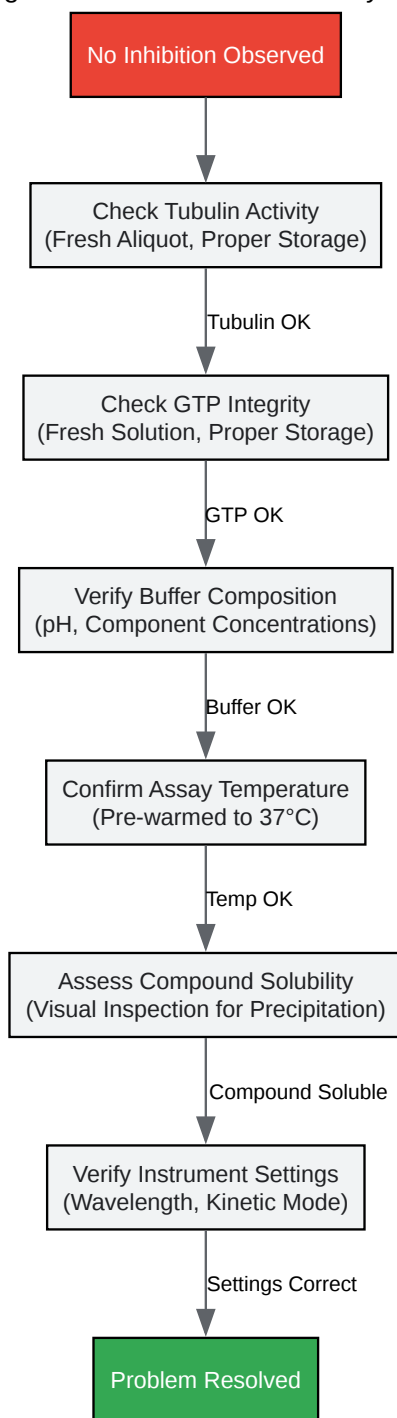 No Inhibition Observed
Check Tubulin Activity
(Fresh Aliquot, Proper Storage)
Tubulin OK
Check GTP Integrity
(Fresh Solution, Proper Storage)
GTP OK
Verify Buffer Composition
(pH, Component Concentrations)
Buffer OK
Confirm Assay Temperature
(Pre-warmed to 37°C)
Temp OK
Assess Compound Solubility
(Visual Inspection for Precipitation)
Compound Soluble
Verify Instrument Settings
(Wavelength, Kinetic Mode)
Settings Correct
Problem Resolved